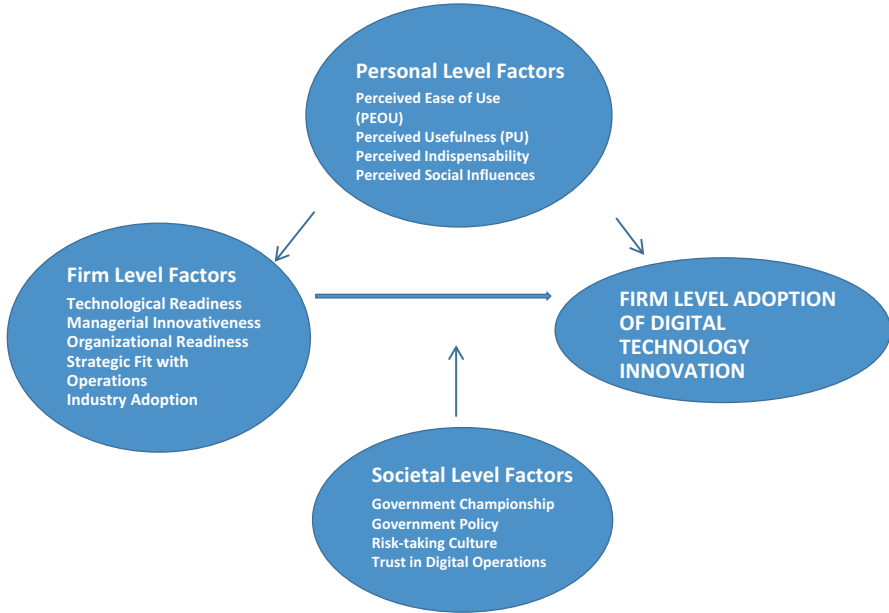 Personal Level Factors
Perceived Ease of Use
(PEOU)
Perceived Usefulness (PU)
Perceived Indispensability
Perceived Social Influences
Firm Level Factors
Technological Readiness
Managerial Innovativeness
Organizational Readiness
Strategic Fit with
Operations
Industry Adoption
FIRM LEVEL ADOPTION
OF DIGITAL
TECHNOLOGY
INNOVATION
Societal Level Factors
Government Championship
Government Policy
Risk-taking Culture
Trust in Digital Operations